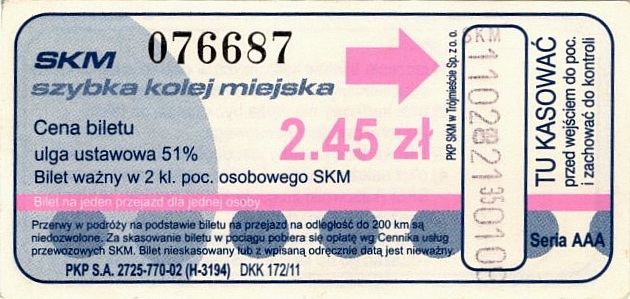 SKM 076687
szybka kolej miejska
Cena biletu
ulga ustawowa 51%
2.45 zł
Bilet ważny w 2 kl. poc. osobowego SKM
Bilet na jeden przejazd dla jednej osoby
Przerwy w podróży na podstawie biletu na przejazd na odległość do 200 km są
niedozwolone. Za skasowanie biletu w pociągu pobiera się opłatę wg Cennika usług
przewozowych SKM. Bilet nieskasowany lub z wpisaną odręcznie datą jest nieważny.
PKP S.A. 2725-770-02 (H-3194) DKK 172/11
PKP SKM w Trójmieście Sp. z o.o.
SKM
TU KASOWAĆ
przed wejściem do poc.
i zachować do kontroli
Seria AAA